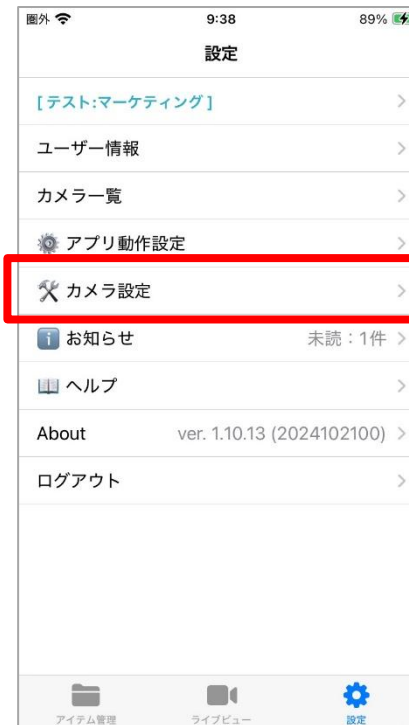 圏外 9:38 89%
設定
[ テスト:マーケティング ]
ユーザー情報
カメラ一覧
アプリ動作設定
カメラ設定
お知らせ 未読：1件
ヘルプ
About ver. 1.10.13 (2024102100)
ログアウト
アイテム管理 ライブビュー 設定